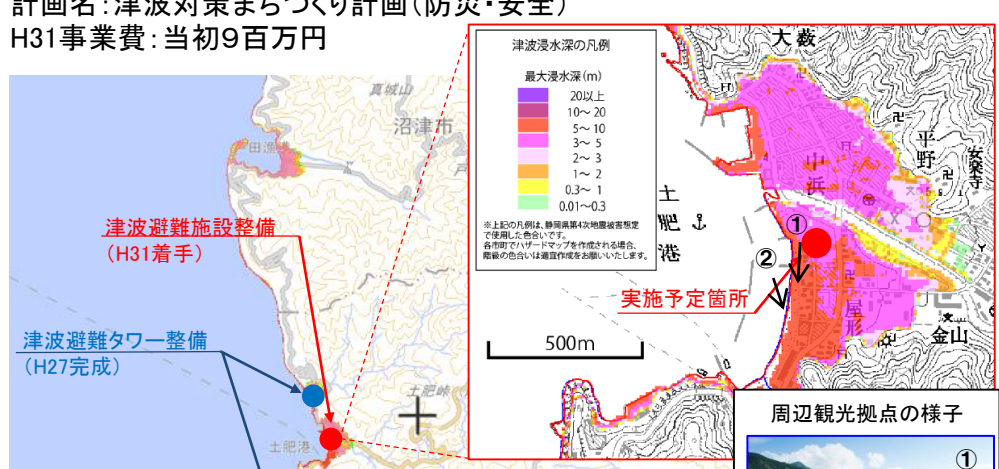 計画名:津波対策まちづくり計画(防災・安全)
H31事業費:当初9百万円
津波浸水深の凡例
最大浸水深(m)
20以上
10～ 20
5～ 10
3～ 5
2～ 3
1～ 2
0.3～ 1
0.01～0.3
※上記の凡例は、静岡県第4次地震被害想定
で使用した色合いです。
各市町でハザードマップを作成される場合、
階級の色合いは適宜作成をお願いいたします。
大薮
平野
安楽寺
中浜
土肥港
①
②
実施予定箇所
屋形
金山
500m
真城山
沼津市
田漁港
津波避難施設整備
(H31着手)
津波避難タワー整備
(H27完成)
土肥峠
土肥港
周辺観光拠点の様子
①